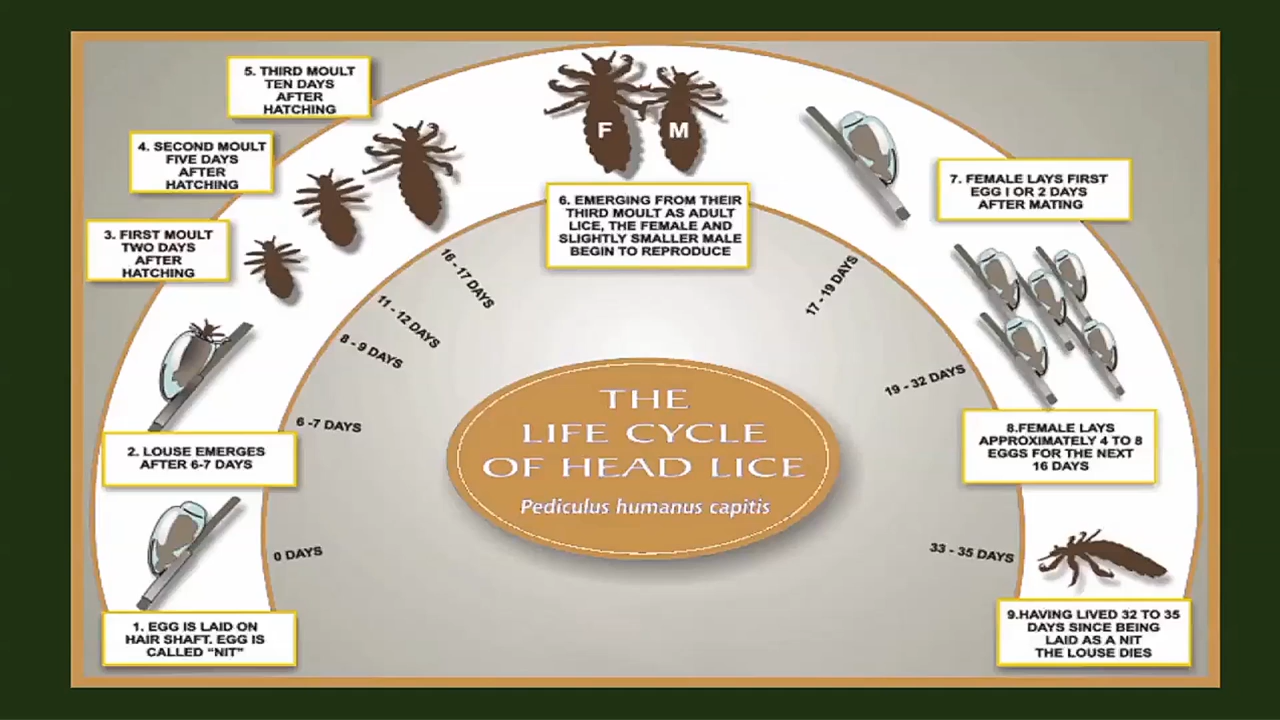 5. THIRD MOULT
TEN DAYS
AFTER
HATCHING
4. SECOND MOULT
FIVE DAYS
AFTER
HATCHING
3. FIRST MOULT
TWO DAYS
AFTER
HATCHING
2. LOUSE EMERGES
AFTER 6-7 DAYS
1. EGG IS LAID ON
HAIR SHAFT. EGG IS
CALLED “NIT”
F
M
6. EMERGING FROM THEIR
THIRD MOULT AS ADULT
LICE, THE FEMALE AND
SLIGHTLY SMALLER MALE
BEGIN TO REPRODUCE
7. FEMALE LAYS FIRST
EGG I OR 2 DAYS
AFTER MATING
8.FEMALE LAYS
APPROXIMATELY 4 TO 8
EGGS FOR THE NEXT
16 DAYS
9.HAVING LIVED 32 TO 35
DAYS SINCE BEING
LAID AS A NIT
THE LOUSE DIES
0 DAYS
6 -7 DAYS
8 - 9 DAYS
11 - 12 DAYS
16 - 17 DAYS
17 - 19 DAYS
19 - 32 DAYS
33 - 35 DAYS
THE
LIFE CYCLE
OF HEAD LICE
Pediculus humanus capitis